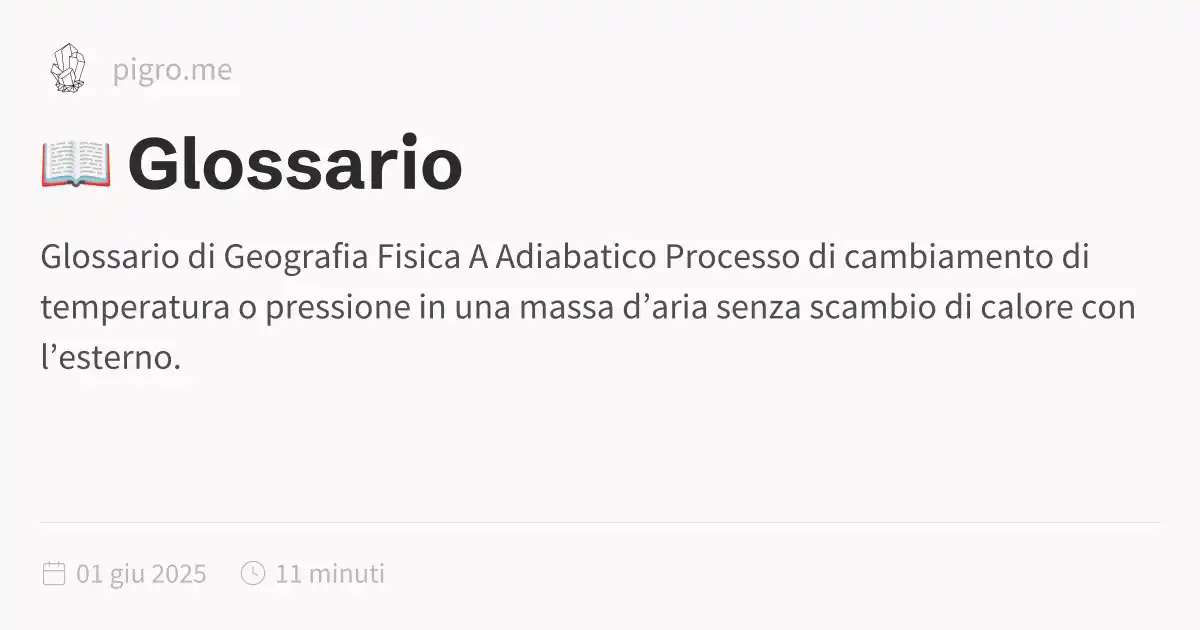 pigro.me
📖 Glossario
Glossario di Geografia Fisica A Adiabatico Processo di cambiamento di
temperatura o pressione in una massa d’aria senza scambio di calore con
l’esterno.
01 giu 2025 11 minuti